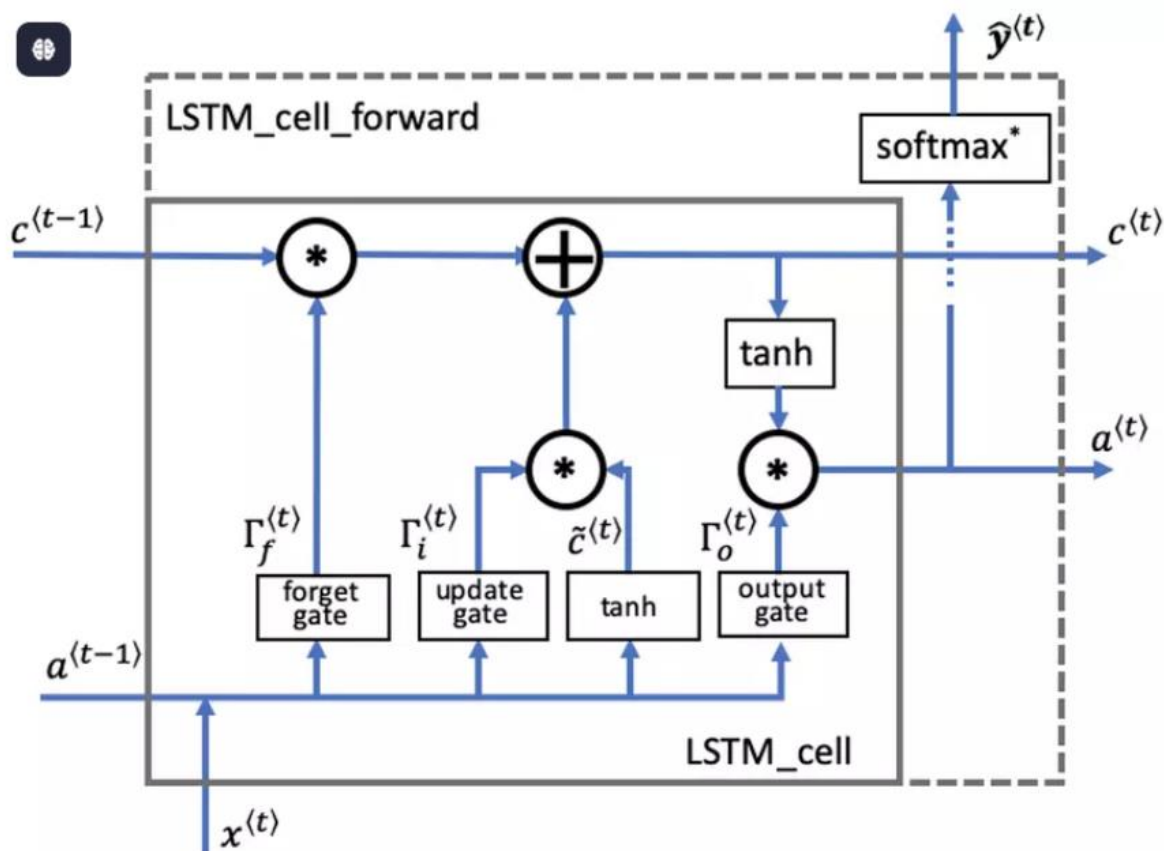 ŷ⟨t⟩
LSTM_cell_forward
softmax*
c⟨t−1⟩
*
+
c⟨t⟩
tanh
a⟨t⟩
*
*
Γf⟨t⟩
Γi⟨t⟩
c̃⟨t⟩
Γo⟨t⟩
forget
gate
update
gate
tanh
output
gate
a⟨t−1⟩
LSTM_cell
x⟨t⟩